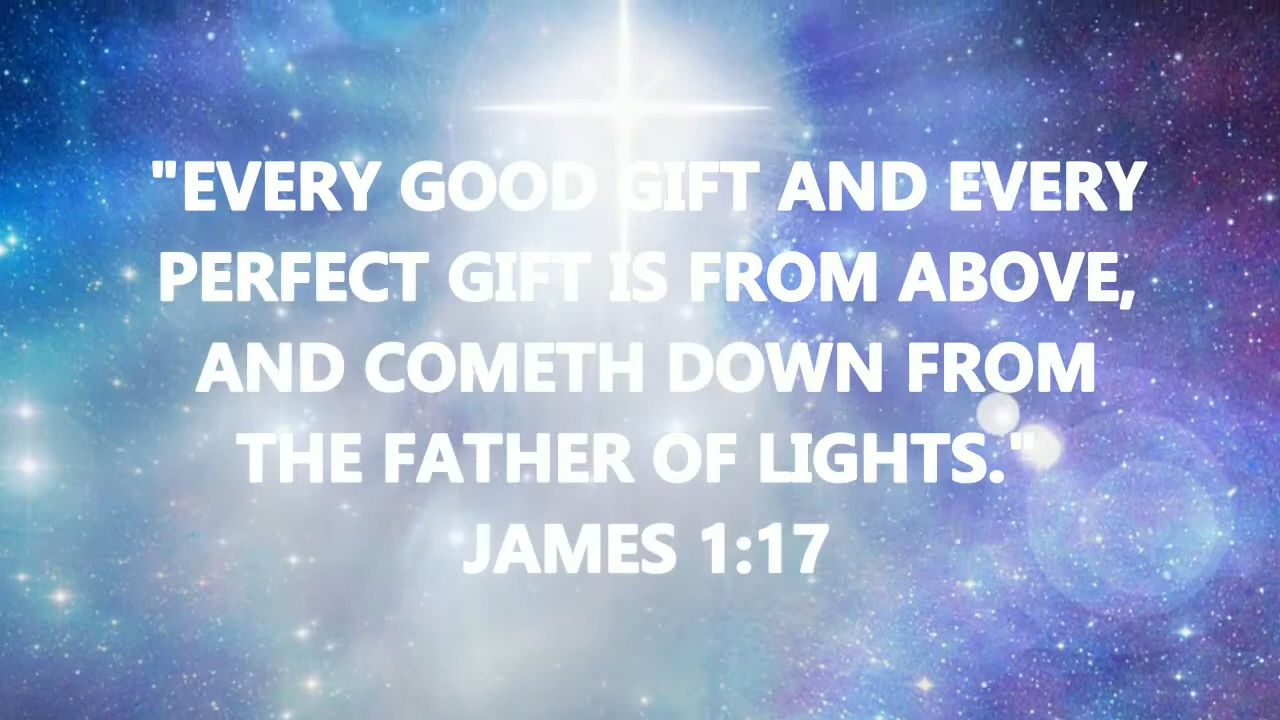 "EVERY GOOD GIFT AND EVERY
PERFECT GIFT IS FROM ABOVE,
AND COMETH DOWN FROM
THE FATHER OF LIGHTS."
JAMES 1:17